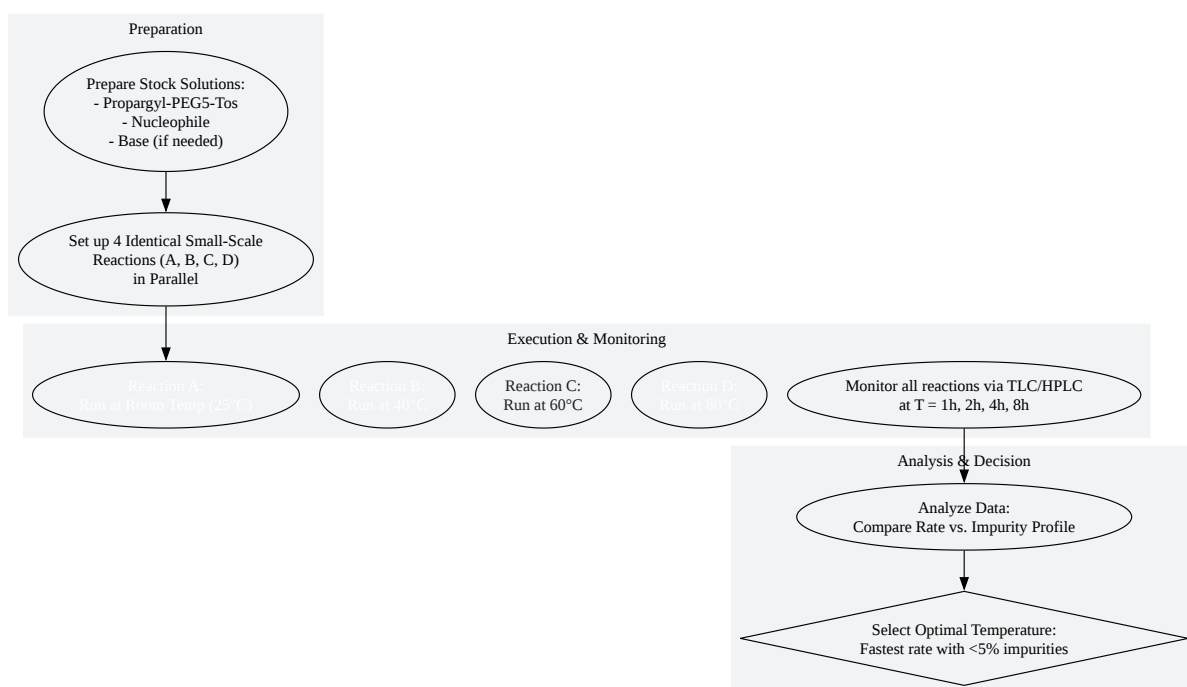 Preparation
Prepare Stock Solutions:
- Propargyl-PEG5-Tos
- Nucleophile
- Base (if needed)
Set up 4 Identical Small-Scale
Reactions (A, B, C, D)
in Parallel
Execution & Monitoring
Reaction A:
Run at Room Temp (25°C)
Reaction B:
Run at 40°C
Reaction C:
Run at 60°C
Reaction D:
Run at 80°C
Monitor all reactions via TLC/HPLC
at T = 1h, 2h, 4h, 8h
Analysis & Decision
Analyze Data:
Compare Rate vs. Impurity Profile
Select Optimal Temperature:
Fastest rate with <5% impurities